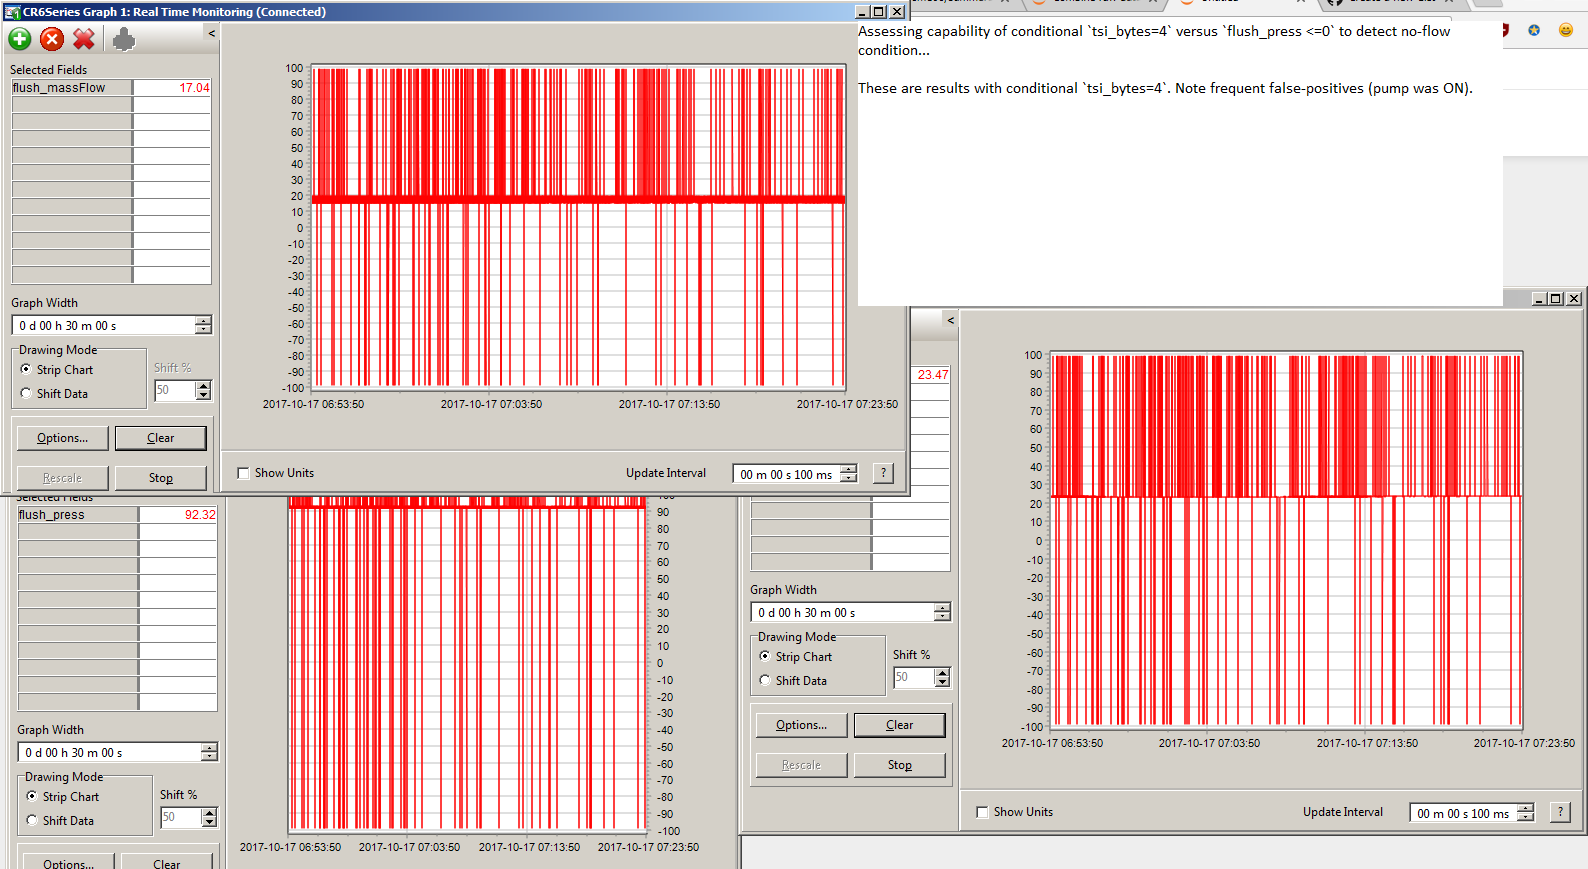 CR6Series Graph 1: Real Time Monitoring (Connected)
<
Selected Fields
flush_massFlow 17.04
Graph Width
0 d 00 h 30 m 00 s
Drawing Mode
Strip Chart
Shift Data
Shift %
50
Options...
Clear
Rescale
Stop
100
90
80
70
60
50
40
30
20
10
0
-10
-20
-30
-40
-50
-60
-70
-80
-90
-100
2017-10-17 06:53:50 2017-10-17 07:03:50 2017-10-17 07:13:50 2017-10-17 07:23:50
Show Units
Update Interval
00 m 00 s 100 ms
?
Assessing capability of conditional `tsi_bytes=4` versus `flush_press <=0` to detect no-flow
condition...
These are results with conditional `tsi_bytes=4`. Note frequent false-positives (pump was ON).
Selected Fields
flush_press 92.32
Graph Width
0 d 00 h 30 m 00 s
Drawing Mode
Strip Chart
Shift Data
Shift %
50
Options...
Clear
100
90
80
70
60
50
40
30
20
10
0
-10
-20
-30
-40
-50
-60
-70
-80
-90
-100
2017-10-17 06:53:50 2017-10-17 07:03:50 2017-10-17 07:13:50 2017-10-17 07:23:50
<
23.47
Graph Width
0 d 00 h 30 m 00 s
Drawing Mode
Strip Chart
Shift Data
Shift %
50
Options...
Clear
Rescale
Stop
100
90
80
70
60
50
40
30
20
10
0
-10
-20
-30
-40
-50
-60
-70
-80
-90
-100
2017-10-17 06:53:50 2017-10-17 07:03:50 2017-10-17 07:13:50 2017-10-17 07:23:50
Show Units
Update Interval
00 m 00 s 100 ms
?